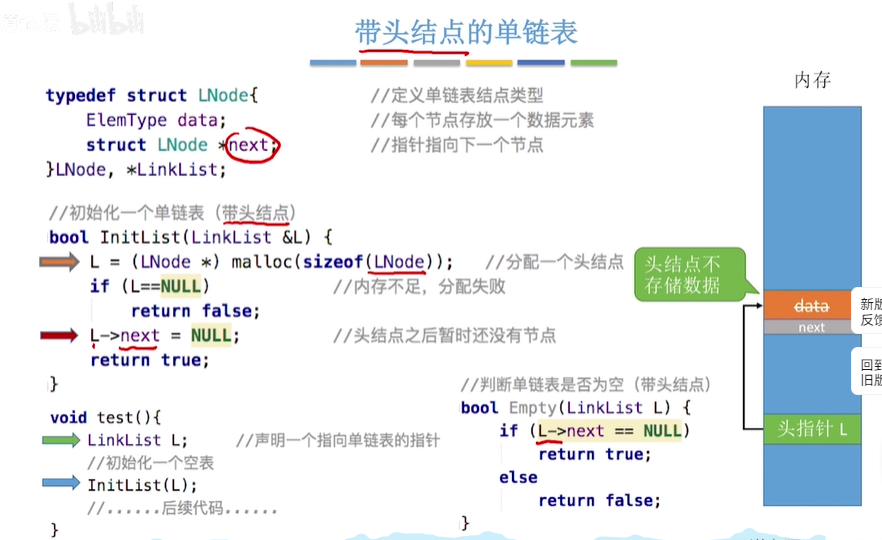 bilibili
带头结点的单链表
typedef struct LNode{ //定义单链表结点类型
ElemType data; //每个节点存放一个数据元素
struct LNode *next; //指针指向下一个节点
}LNode, *LinkList;
//初始化一个单链表（带头结点）
bool InitList(LinkList &L) {
L = (LNode *) malloc(sizeof(LNode)); //分配一个头结点
if (L==NULL) //内存不足，分配失败
return false;
L->next = NULL; //头结点之后暂时还没有节点
return true;
}
void test(){
LinkList L; //声明一个指向单链表的指针
//初始化一个空表
InitList(L);
//......后续代码......
}
//判断单链表是否为空（带头结点）
bool Empty(LinkList L) {
if (L->next == NULL)
return true;
else
return false;
}
内存
头结点不
存储数据
data
next
头指针 L
新版
反馈
回到
旧版